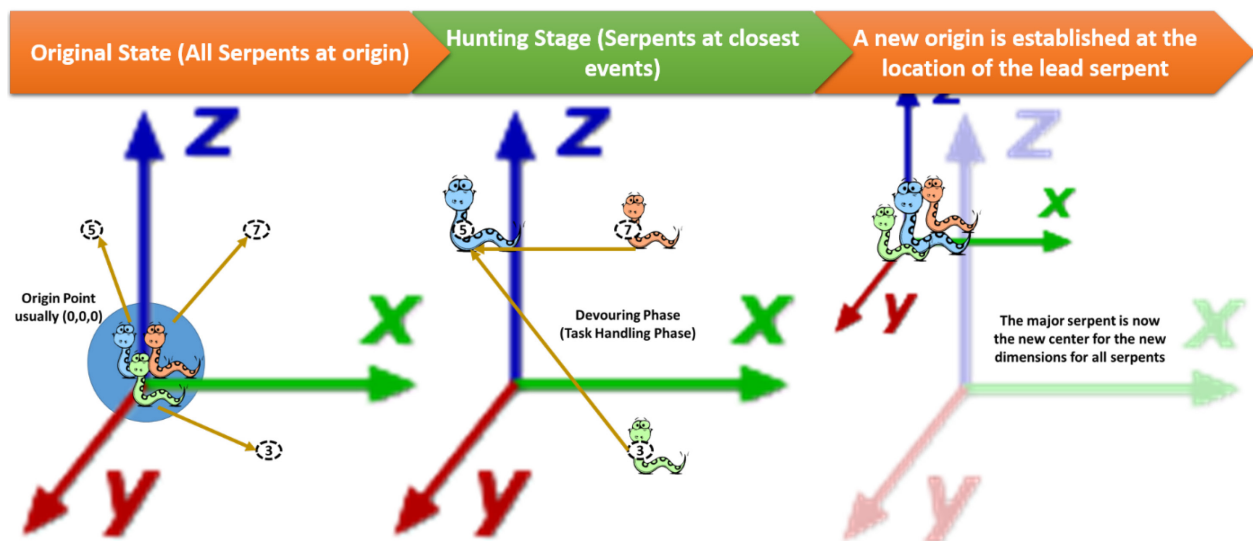 Original State (All Serpents at origin)
Hunting Stage (Serpents at closest
events)
A new origin is established at the
location of the lead serpent
Z
5
7
Origin Point
usually (0,0,0)
X
3
y
Z
5
7
X
Devouring Phase
(Task Handling Phase)
3
y
Z
Z
X
y
The major serpent is now
the new center for the new
dimensions for all serpents
X
y